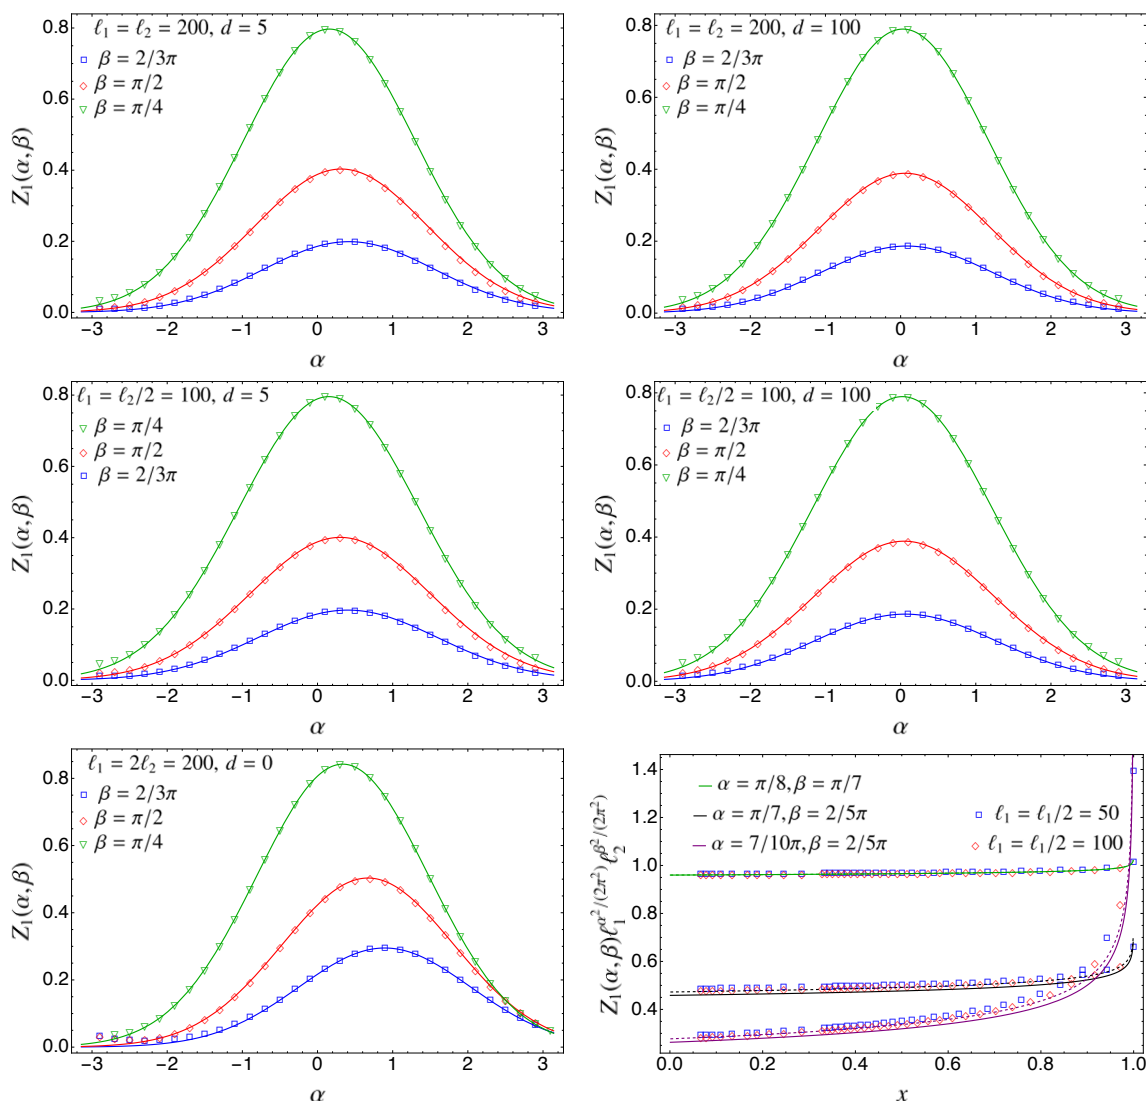 ℓ₁ = ℓ₂ = 200, d = 5
β = 2/3π
β = π/2
β = π/4
Z₁(α,β)
0.8
0.6
0.4
0.2
0.0
−3 −2 −1 0 1 2 3
α
ℓ₁ = ℓ₂ = 200, d = 100
β = 2/3π
β = π/2
β = π/4
Z₁(α,β)
0.8
0.6
0.4
0.2
0.0
−3 −2 −1 0 1 2 3
α
ℓ₁ = ℓ₂/2 = 100, d = 5
β = π/4
β = π/2
β = 2/3π
Z₁(α,β)
0.8
0.6
0.4
0.2
0.0
−3 −2 −1 0 1 2 3
α
ℓ₁ = ℓ₂/2 = 100, d = 100
β = 2/3π
β = π/2
β = π/4
Z₁(α,β)
0.8
0.6
0.4
0.2
0.0
−3 −2 −1 0 1 2 3
α
ℓ₁ = 2ℓ₂ = 200, d = 0
β = 2/3π
β = π/2
β = π/4
Z₁(α,β)
0.8
0.6
0.4
0.2
0.0
−3 −2 −1 0 1 2 3
α
α = π/8, β = π/7
α = π/7, β = 2/5π
α = 7/10π, β = 2/5π
ℓ₁ = ℓ₁/2 = 50
ℓ₁ = ℓ₁/2 = 100
Z₁(α,β)ℓ₁^{α²/(2π²)}ℓ₂^{β²/(2π²)}
1.4
1.2
1.0
0.8
0.6
0.4
0.0 0.2 0.4 0.6 0.8 1.0
x